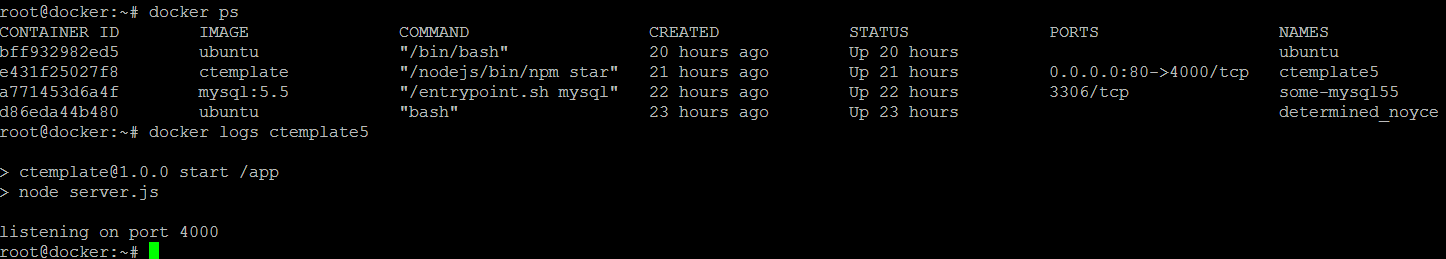 root@docker:~# docker ps
CONTAINER ID        IMAGE               COMMAND                  CREATED             STATUS              PORTS                  NAMES
bff932982ed5        ubuntu              "/bin/bash"              20 hours ago        Up 20 hours                                ubuntu
e431f25027f8        ctemplate           "/nodejs/bin/npm star"   21 hours ago        Up 21 hours         0.0.0.0:80->4000/tcp   ctemplate5
a771453d6a4f        mysql:5.5           "/entrypoint.sh mysql"   22 hours ago        Up 22 hours         3306/tcp               some-mysql55
d86eda44b480        ubuntu              "bash"                   23 hours ago        Up 23 hours                                determined_noyce
root@docker:~# docker logs ctemplate5
> ctemplate@1.0.0 start /app
> node server.js
listening on port 4000
root@docker:~#